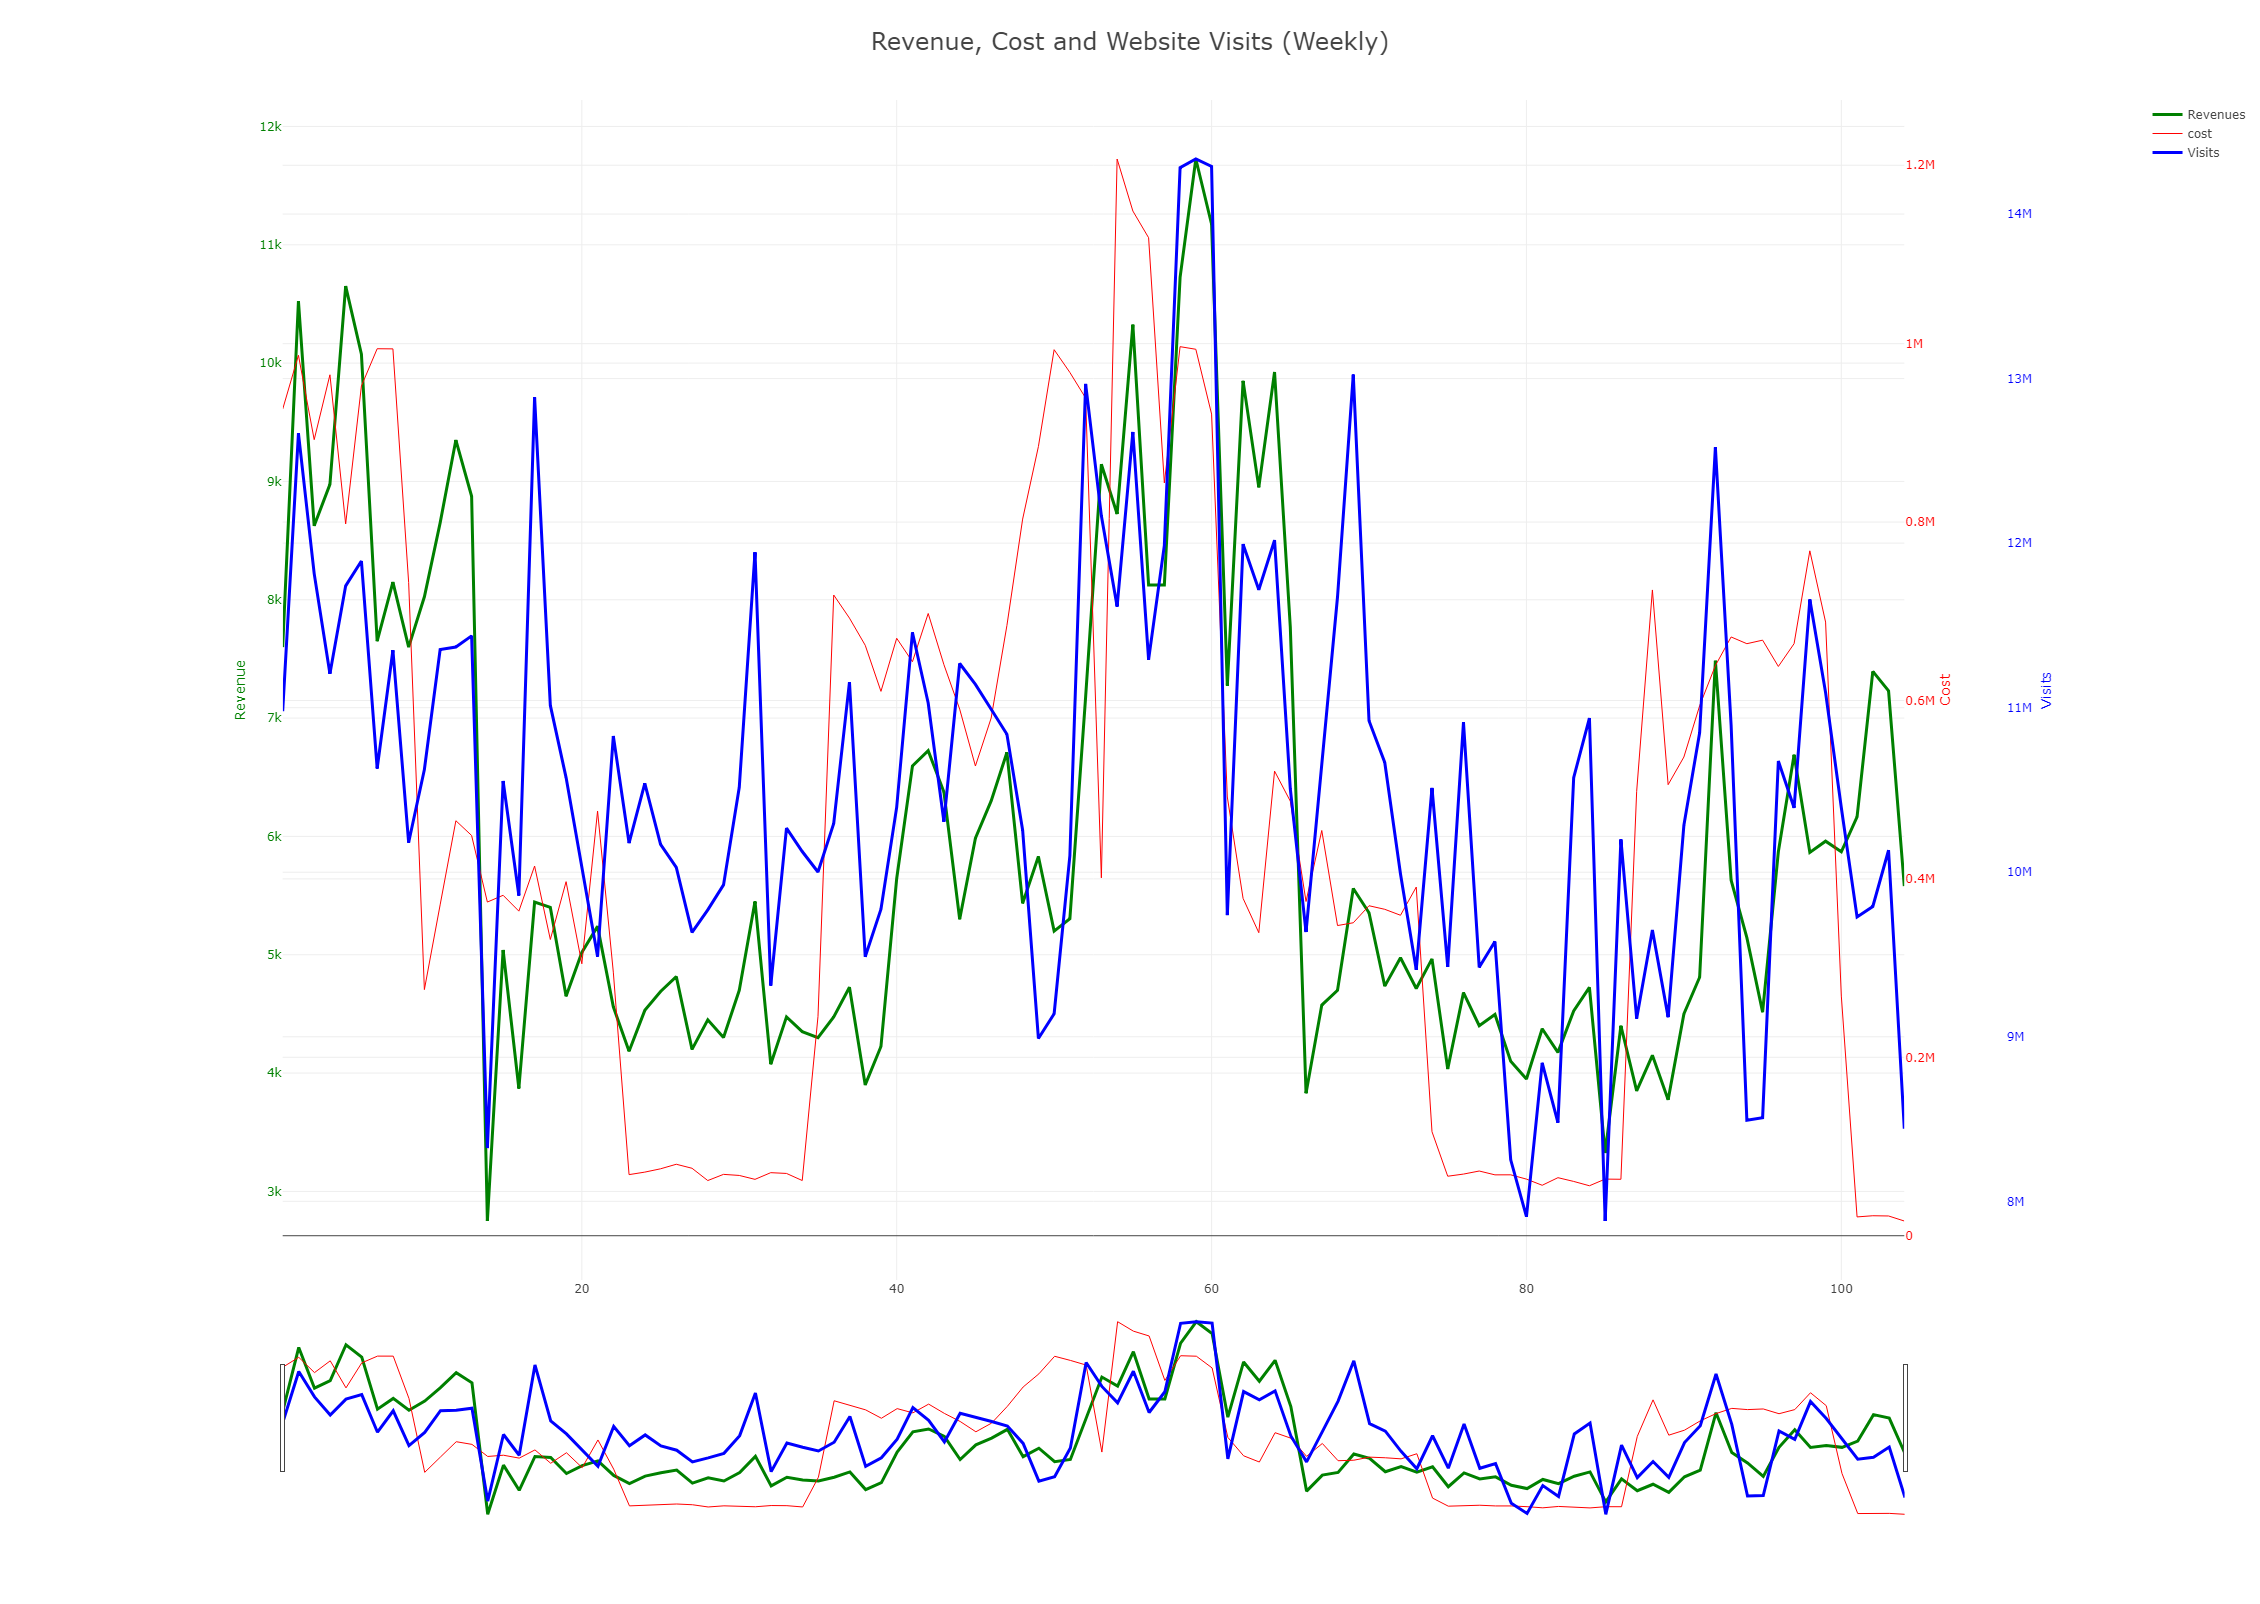 Revenue, Cost and Website Visits (Weekly)
Revenues
cost
Visits
12k
11k
10k
9k
8k
7k
6k
5k
4k
3k
Revenue
1.2M
1M
0.8M
0.6M
0.4M
0.2M
0
Cost
14M
13M
12M
11M
10M
9M
8M
Visits
20 40 60 80 100